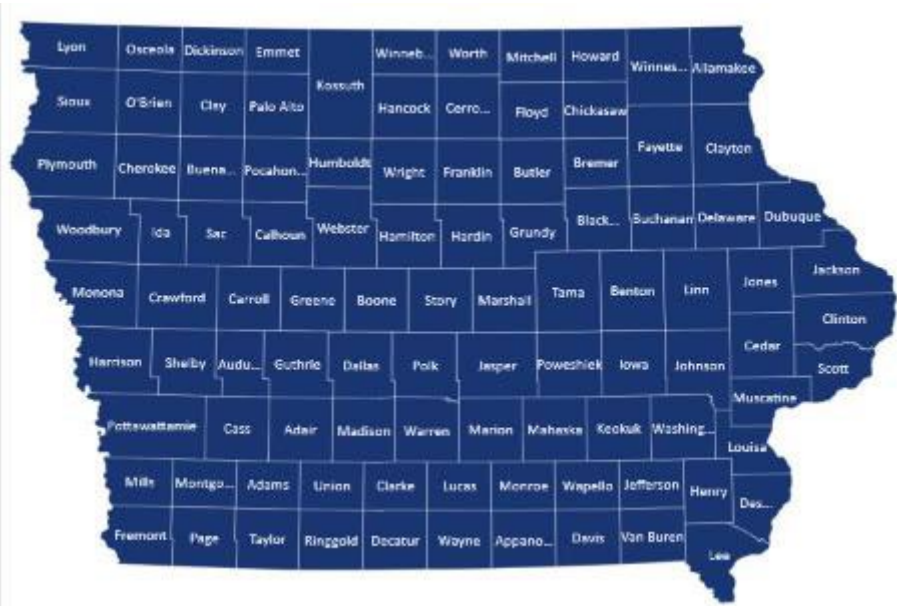 Lyon
Osceola
Dickinson
Emmet
Kossuth
Winneb...
Worth
Mitchell
Howard
Winnes...
Allamakee
Sioux
O'Brien
Clay
Palo Alto
Hancock
Cerro...
Floyd
Chickasaw
Fayette
Clayton
Plymouth
Cherokee
Buena...
Pocahon...
Humboldt
Wright
Franklin
Butler
Bremer
Woodbury
Ida
Sac
Calhoun
Webster
Hamilton
Hardin
Grundy
Black...
Buchanan
Delaware
Dubuque
Monona
Crawford
Carroll
Greene
Boone
Story
Marshall
Tama
Benton
Linn
Jones
Jackson
Clinton
Harrison
Shelby
Audu...
Guthrie
Dallas
Polk
Jasper
Poweshiek
Iowa
Johnson
Cedar
Scott
Muscatine
Pottawattamie
Cass
Adair
Madison
Warren
Marion
Mahaska
Keokuk
Washing...
Louisa
Mills
Montgo...
Adams
Union
Clarke
Lucas
Monroe
Wapello
Jefferson
Henry
Des...
Fremont
Page
Taylor
Ringgold
Decatur
Wayne
Appano...
Davis
Van Buren
Lee